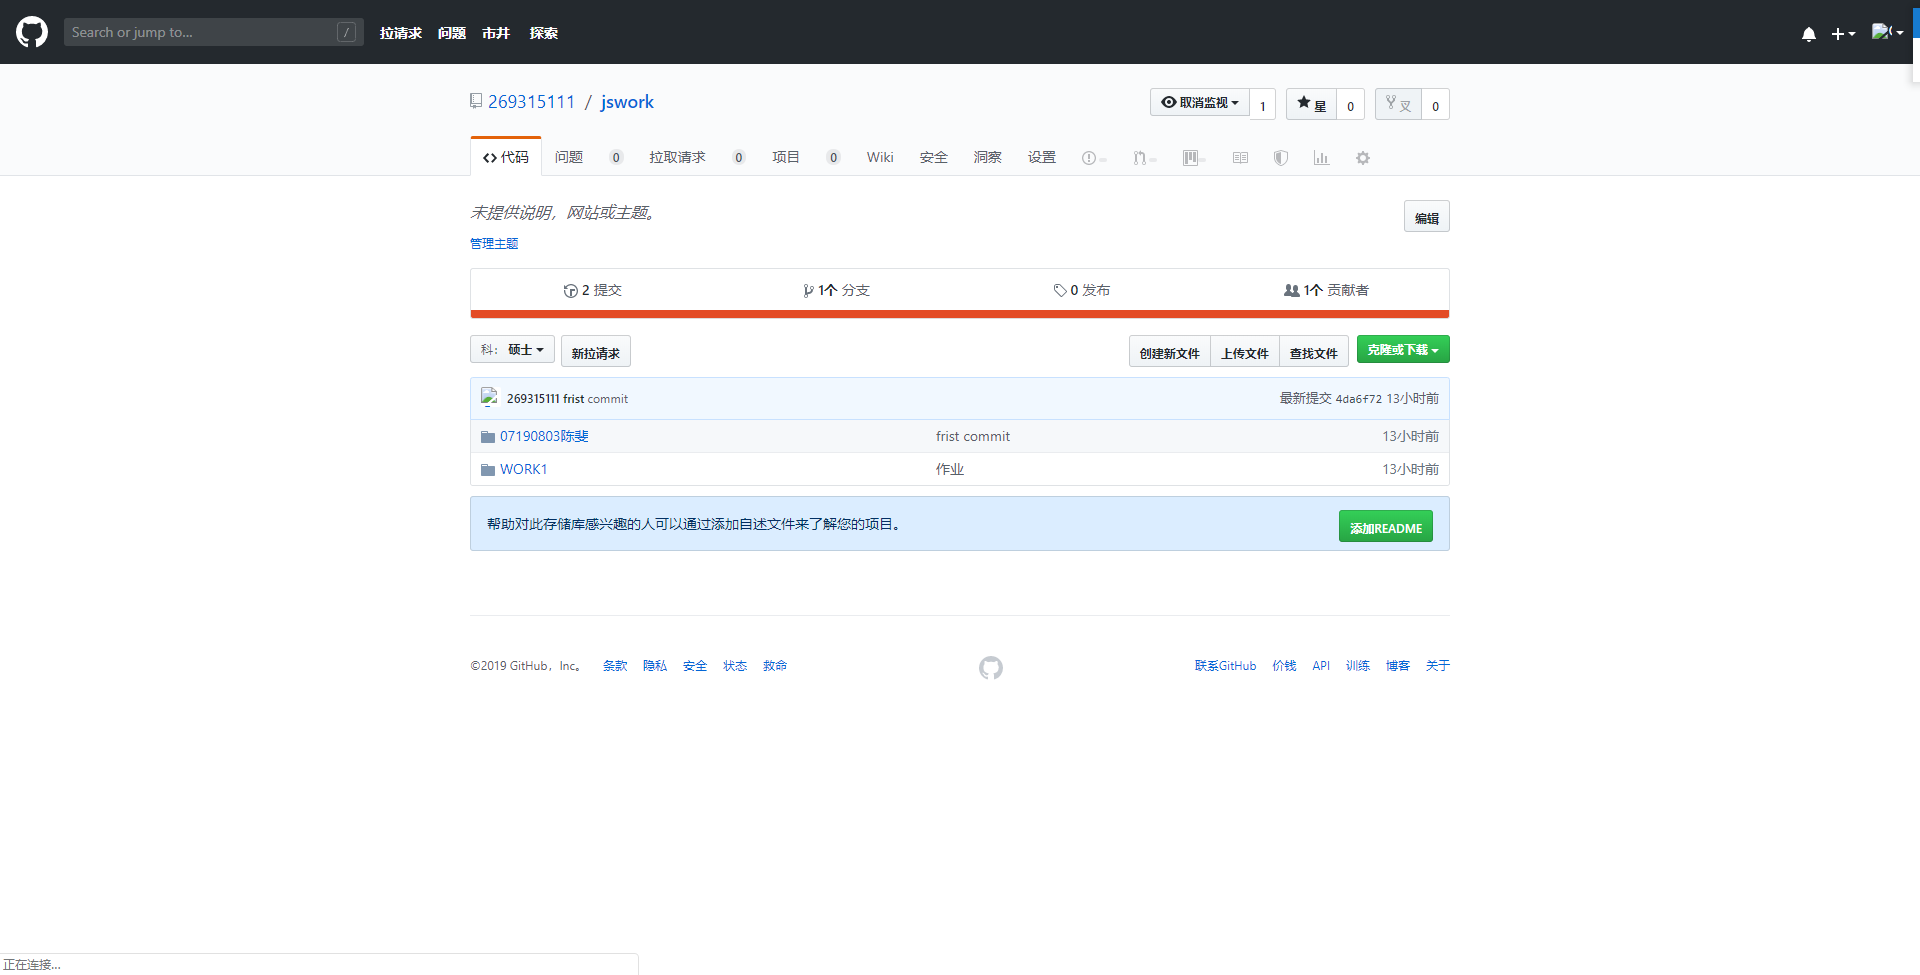 Search or jump to... / 拉请求 问题 市井 探索
269315111 / jswork 取消监视 1 星 0 叉 0
代码 问题 0 拉取请求 0 项目 0 Wiki 安全 洞察 设置
未提供说明，网站或主题。 编辑
管理主题
2 提交 1个 分支 0 发布 1个 贡献者
科： 硕士 新拉请求 创建新文件 上传文件 查找文件 克隆或下载
269315111 frist commit 最新提交 4da6f72 13小时前
07190803陈斐 frist commit 13小时前
WORK1 作业 13小时前
帮助对此存储库感兴趣的人可以通过添加自述文件来了解您的项目。 添加README
©2019 GitHub，Inc。 条款 隐私 安全 状态 救命 联系GitHub 价钱 API 训练 博客 关于
正在连接...